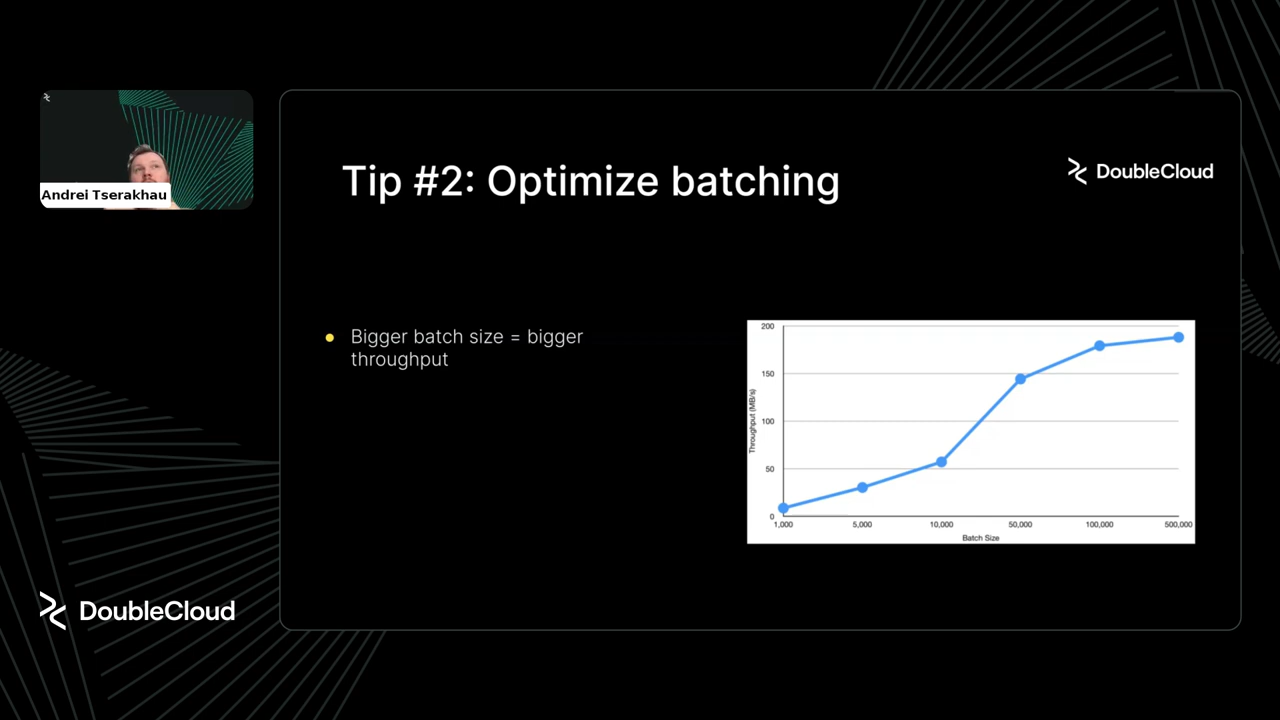 Andrei Tserakhau
Tip #2: Optimize batching
DoubleCloud
Bigger batch size = bigger
throughput
200
150
100
50
0
Throughput (MB/s)
1,000 5,000 10,000 50,000 100,000 500,000
Batch Size
DoubleCloud